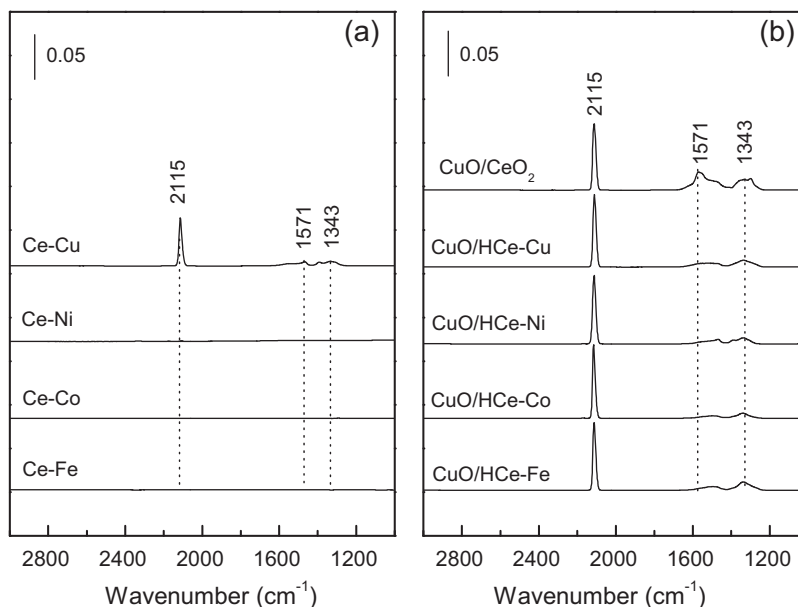 (a)
0.05
2115
1571
1343
Ce-Cu
Ce-Ni
Ce-Co
Ce-Fe
2800 2400 2000 1600 1200
Wavenumber (cm-1)
(b)
0.05
2115
1571
1343
CuO/CeO2
CuO/HCe-Cu
CuO/HCe-Ni
CuO/HCe-Co
CuO/HCe-Fe
2800 2400 2000 1600 1200
Wavenumber (cm-1)